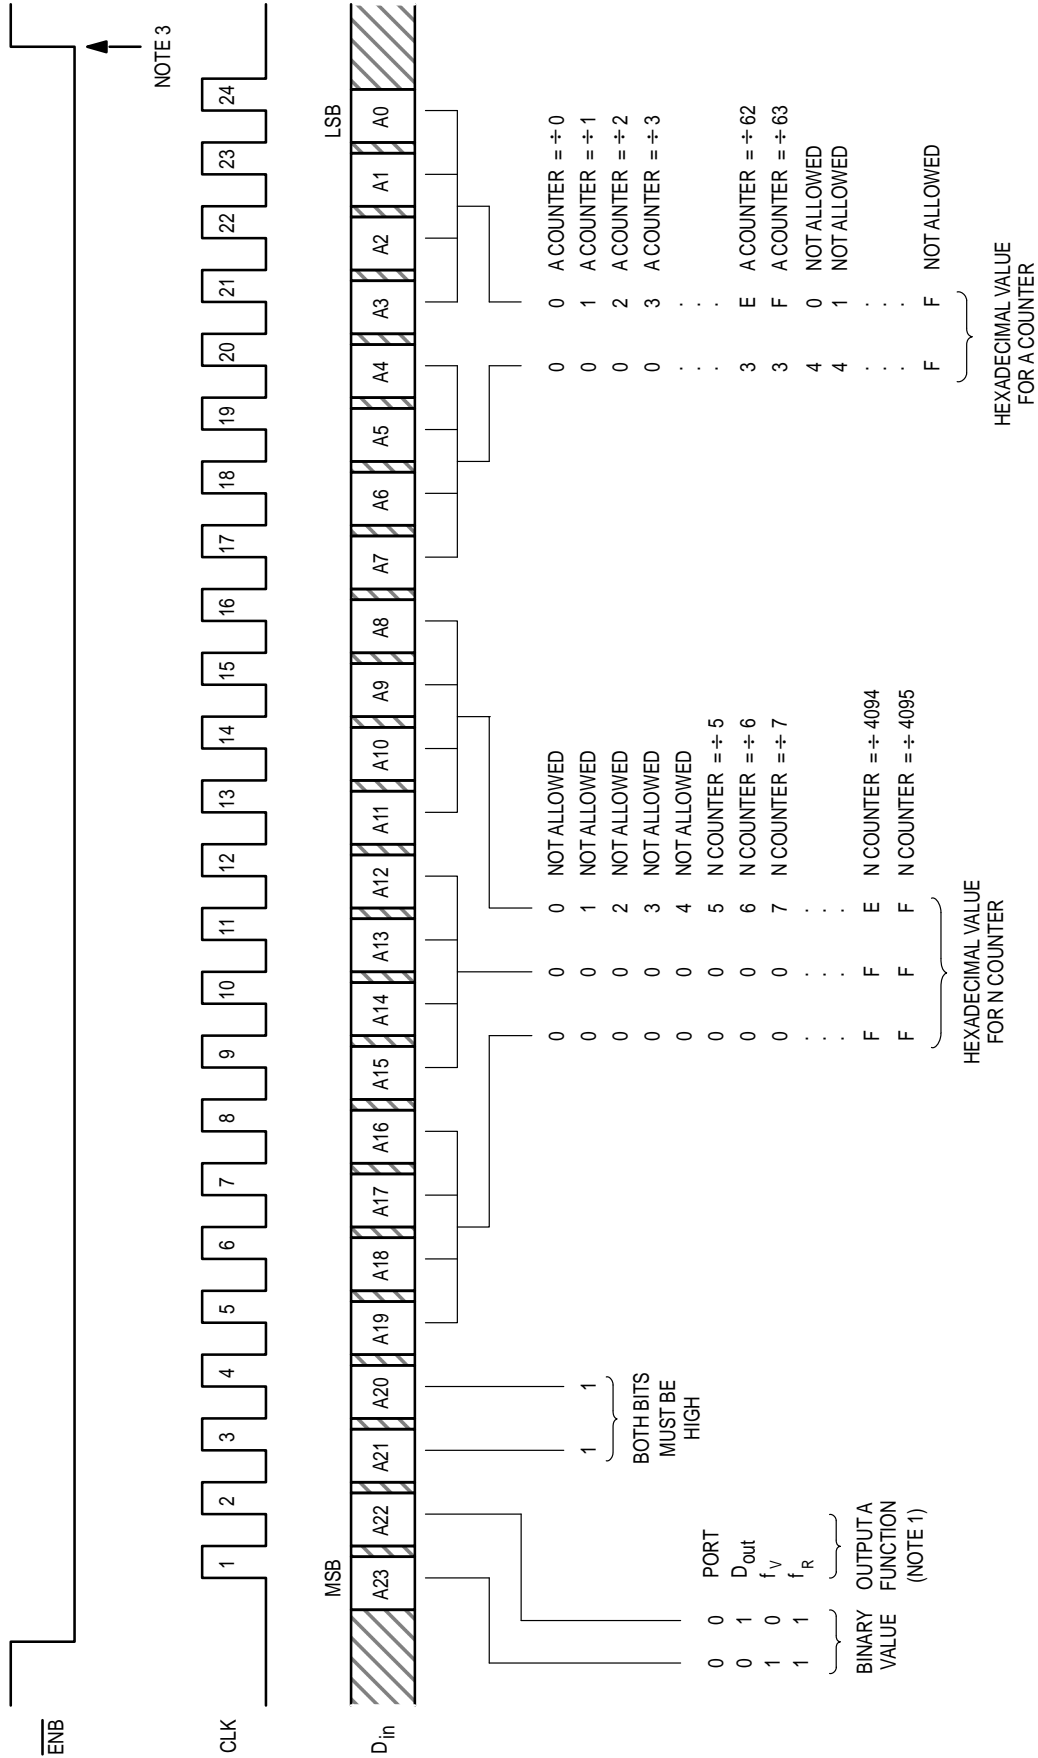 ENB
NOTE 3
CLK
1 2 3 4 5 6 7 8 9 10 11 12 13 14 15 16 17 18 19 20 21 22 23 24
MSB LSB
Din
A23 A22 A21 A20 A19 A18 A17 A16 A15 A14 A13 A12 A11 A10 A9 A8 A7 A6 A5 A4 A3 A2 A1 A0
0 0 PORT
0 1 Dout
1 0 fV
1 1 fR
BINARY
VALUE
OUTPUT A
FUNCTION
(NOTE 1)
1 1
BOTH BITS
MUST BE
HIGH
0 0 0 NOT ALLOWED
0 0 1 NOT ALLOWED
0 0 2 NOT ALLOWED
0 0 3 NOT ALLOWED
0 0 4 NOT ALLOWED
0 0 5 N COUNTER = ÷ 5
0 0 6 N COUNTER = ÷ 6
0 0 7 N COUNTER = ÷ 7
. . .
. . .
. . .
F F E N COUNTER = ÷ 4094
F F F N COUNTER = ÷ 4095
HEXADECIMAL VALUE
FOR N COUNTER
0 0 A COUNTER = ÷ 0
0 1 A COUNTER = ÷ 1
0 2 A COUNTER = ÷ 2
0 3 A COUNTER = ÷ 3
. .
. .
. .
3 E A COUNTER = ÷ 62
3 F A COUNTER = ÷ 63
4 0 NOT ALLOWED
4 1 NOT ALLOWED
. .
. .
. .
F F NOT ALLOWED
HEXADECIMAL VALUE
FOR A COUNTER